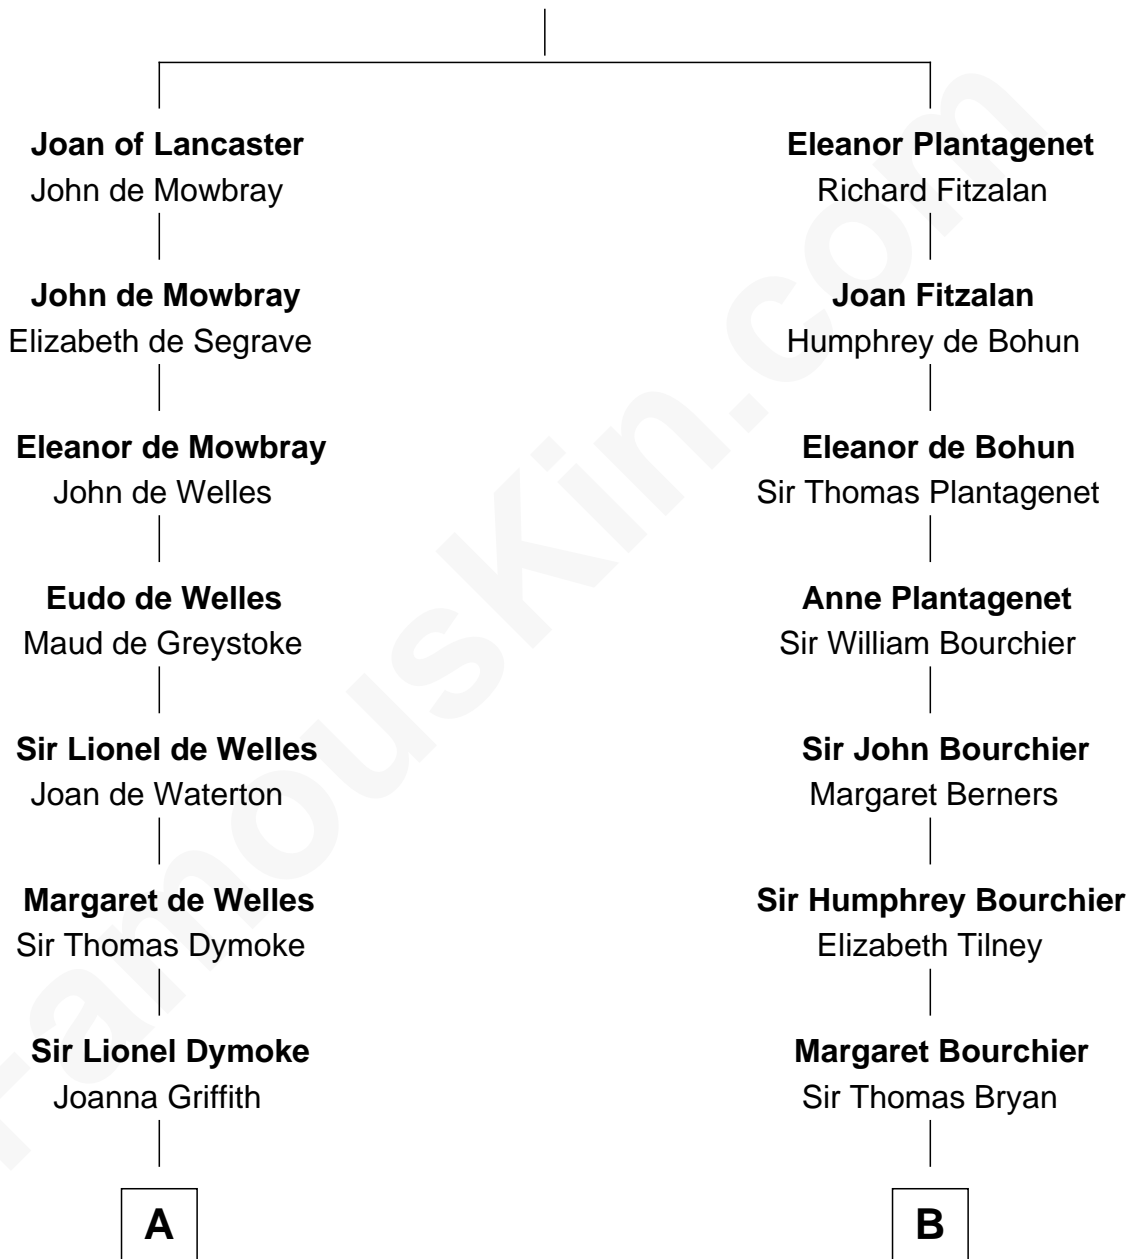 Joan of Lancaster
John de Mowbray
John de Mowbray
Elizabeth de Segrave
Eleanor de Mowbray
John de Welles
Eudo de Welles
Maud de Greystoke
Sir Lionel de Welles
Joan de Waterton
Margaret de Welles
Sir Thomas Dymoke
Sir Lionel Dymoke
Joanna Griffith
A
Eleanor Plantagenet
Richard Fitzalan
Joan Fitzalan
Humphrey de Bohun
Eleanor de Bohun
Sir Thomas Plantagenet
Anne Plantagenet
Sir William Bourchier
Sir John Bourchier
Margaret Berners
Sir Humphrey Bourchier
Elizabeth Tilney
Margaret Bourchier
Sir Thomas Bryan
B
FamousKin.com